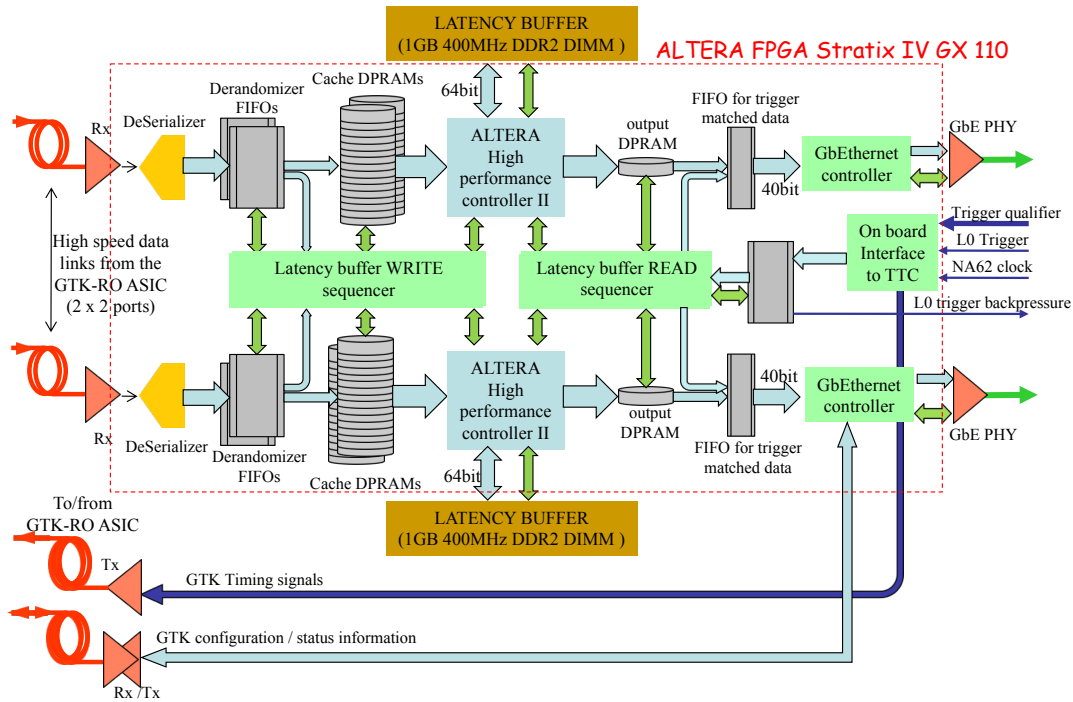 LATENCY BUFFER
(1GB 400MHz DDR2 DIMM )
ALTERA FPGA Stratix IV GX 110
Cache DPRAMs
64bit
Derandomizer
FIFOs
DeSerializer
Rx
ALTERA
High
performance
controller II
output
DPRAM
FIFO for trigger
matched data
40bit
GbEthernet
controller
GbE PHY
High speed data
links from the
GTK-RO ASIC
(2 x 2 ports)
Latency buffer WRITE
sequencer
Latency buffer READ
sequencer
On board
Interface
to TTC
Trigger qualifier
L0 Trigger
NA62 clock
L0 trigger backpressure
Rx
DeSerializer
Derandomizer
FIFOs
Cache DPRAMs
64bit
ALTERA
High
performance
controller II
output
DPRAM
40bit
FIFO for trigger
matched data
GbEthernet
controller
GbE PHY
LATENCY BUFFER
(1GB 400MHz DDR2 DIMM )
To/from
GTK-RO ASIC
Tx
GTK Timing signals
GTK configuration / status information
Rx /Tx